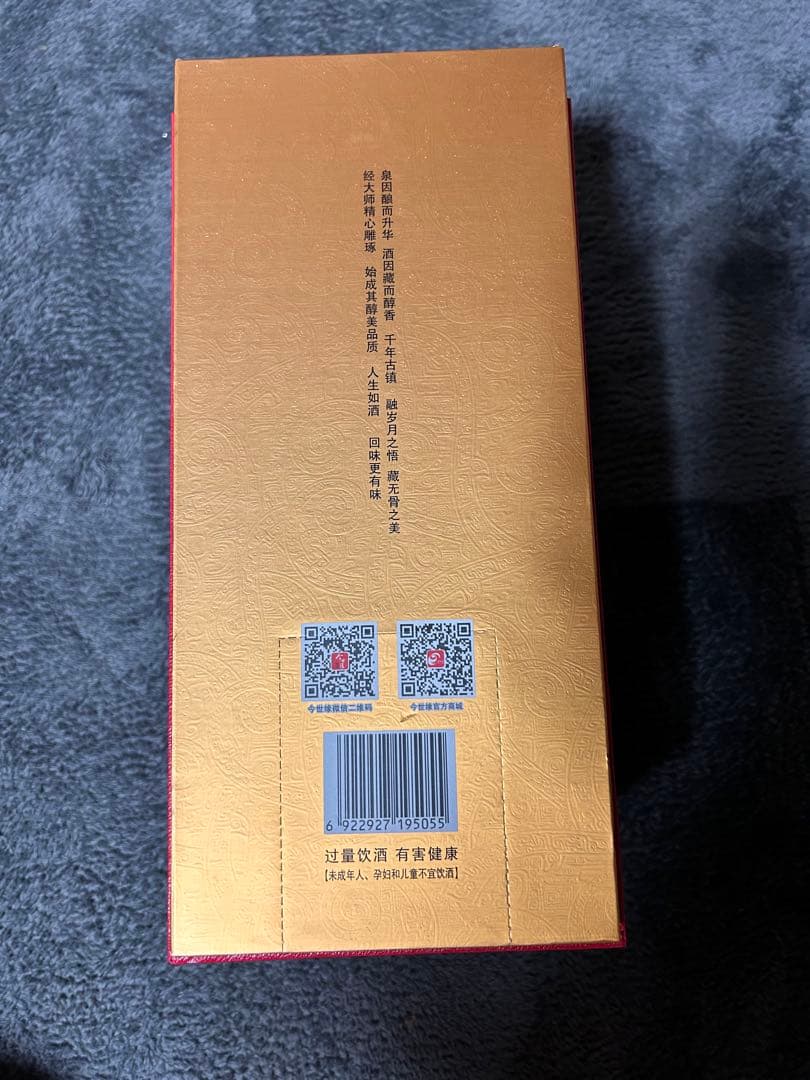 泉因酿而升华 酒因藏而醇香 千年古镇 融岁月之悟 藏无骨之美
经大师精心雕琢 始成其醇美品质 人生如酒 回味更有味
今世缘微信二维码 今世缘官方商城
6 922927 195055
过量饮酒 有害健康
【未成年人、孕妇和儿童不宜饮酒】